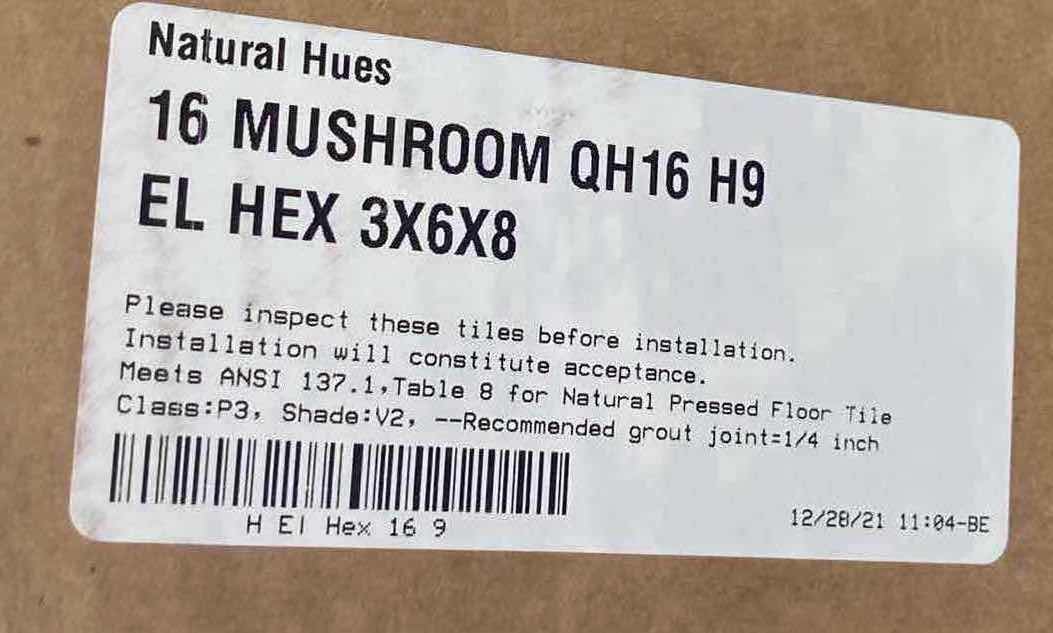 Natural Hues
16 MUSHROOM QH16 H9
EL HEX 3X6X8
Please inspect these tiles before installation.
Installation will constitute acceptance.
Meets ANSI 137.1,Table 8 for Natural Pressed Floor Tile
Class:P3, Shade:V2, --Recommended grout joint=1/4 inch
H El Hex 16 9
12/28/21 11:04-BE